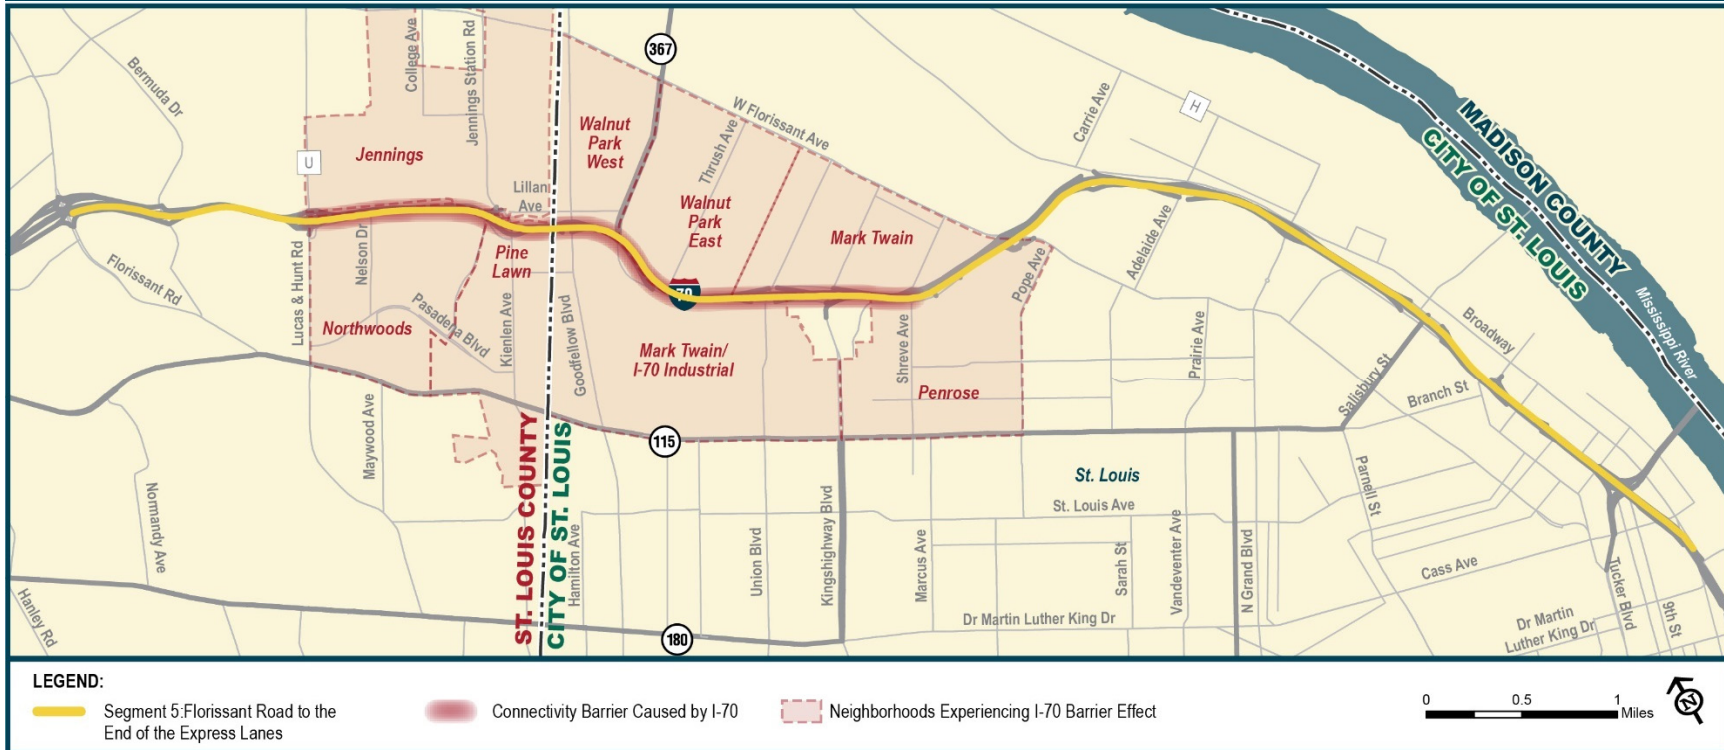 Bermuda Dr
College Ave
Jennings Station Rd
367
W Florissant Ave
Carrie Ave
H
MADISON COUNTY
CITY OF ST. LOUIS
Mississippi River
U
Jennings
Walnut
Park
West
Thrush Ave
Lillan
Ave
Walnut
Park
East
Mark Twain
Adelaide Ave
Pope Ave
Florissant Rd
Lucas & Hunt Rd
Nelson Dr
Pine
Lawn
70
Northwoods
Pasadena Blvd
Kienlen Ave
Goodfellow Blvd
Mark Twain/
I-70 Industrial
Shreve Ave
Penrose
Prairie Ave
Broadway
Salisbury St
Branch St
Maywood Ave
115
St. Louis
St. Louis Ave
Normandy Ave
ST. LOUIS COUNTY
CITY OF ST. LOUIS
Hamilton Ave
Union Blvd
Kingshighway Blvd
Marcus Ave
Sarah St
Vandeventer Ave
N Grand Blvd
Parnell St
Cass Ave
Hanley Rd
180
Dr Martin Luther King Dr
Dr Martin
Luther King Dr
Tucker Blvd
9th St
LEGEND:
Segment 5:Florissant Road to the
End of the Express Lanes
Connectivity Barrier Caused by I-70
Neighborhoods Experiencing I-70 Barrier Effect
0 0.5 1
Miles
N